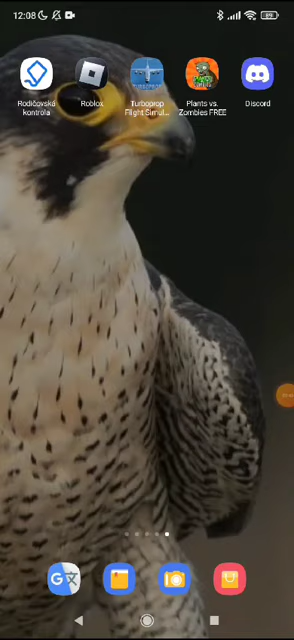 12:08
Rodičovská
kontrola
Roblox
Turboprop
Flight Simul...
Plants vs.
Zombies FREE
Discord